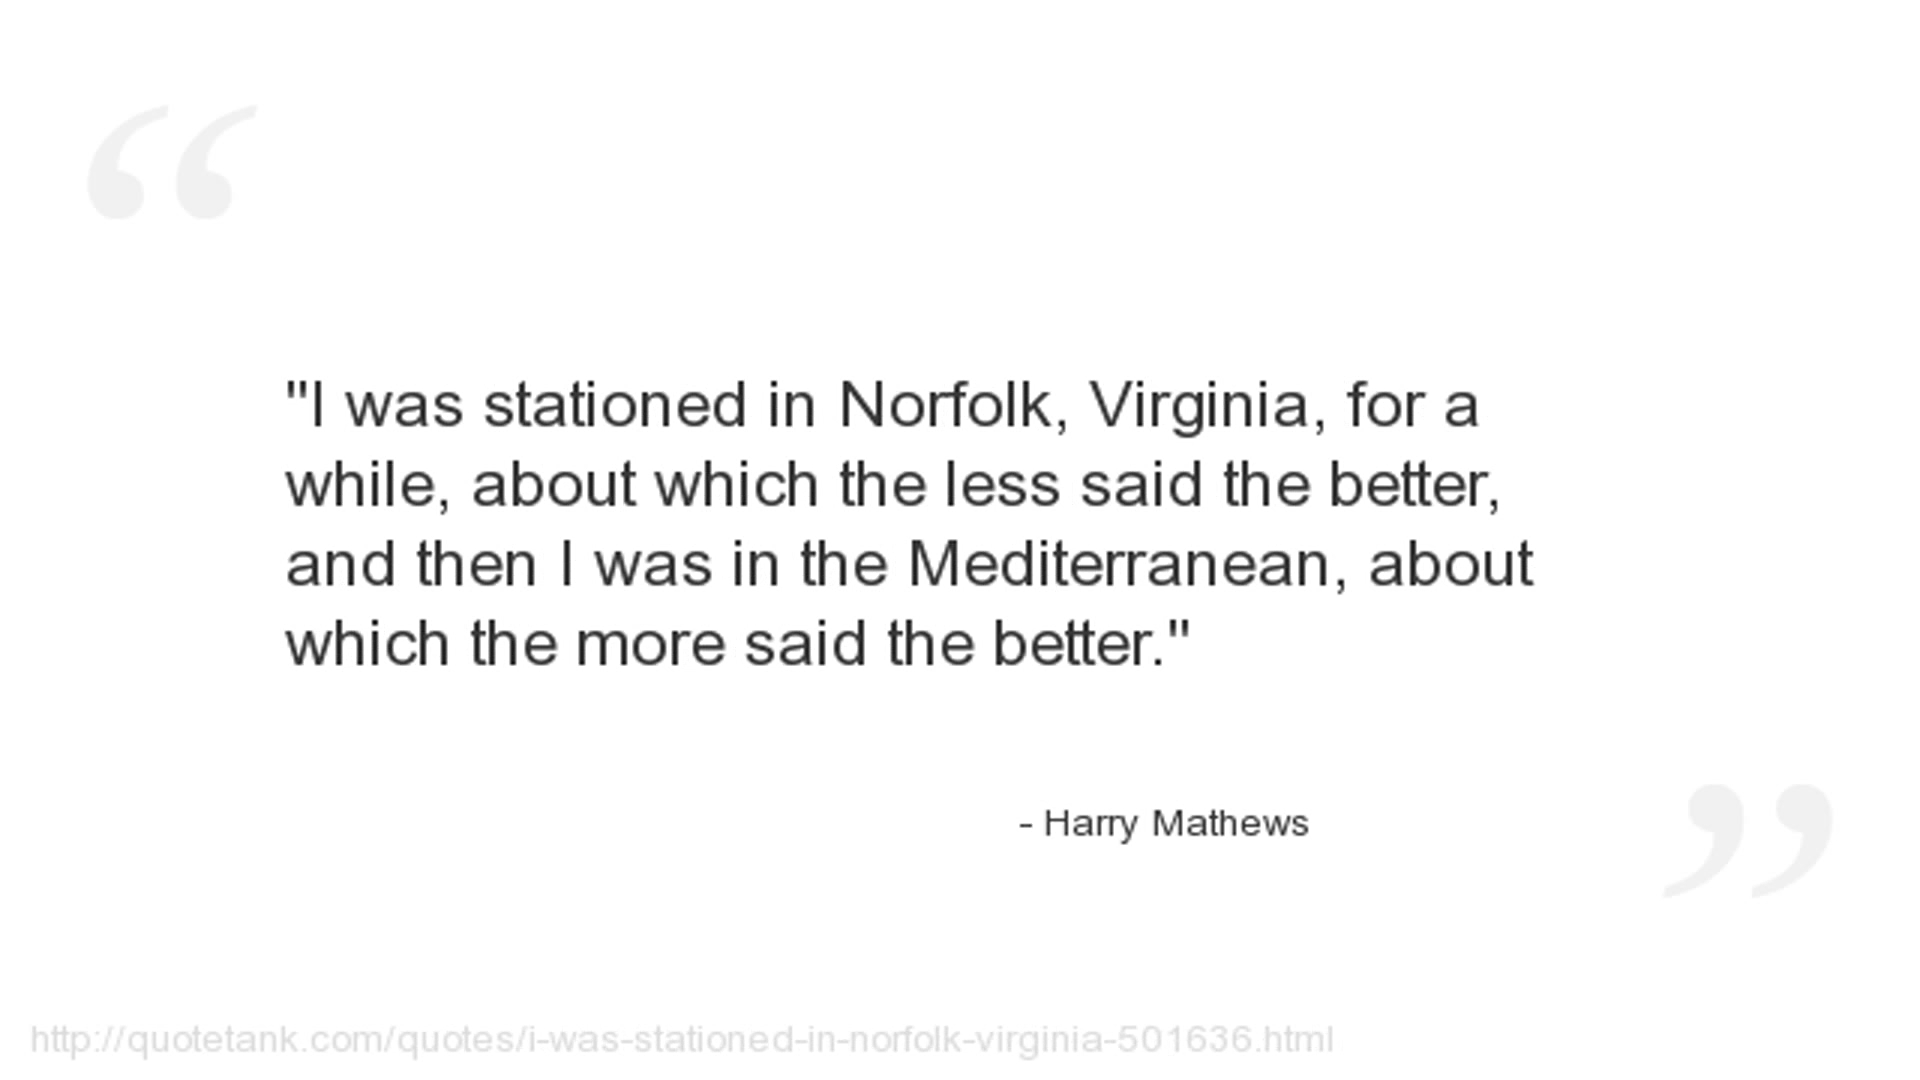 "I was stationed in Norfolk, Virginia, for a
while, about which the less said the better,
and then I was in the Mediterranean, about
which the more said the better."
- Harry Mathews
http://quotetank.com/quotes/i-was-stationed-in-norfolk-virginia-501636.html